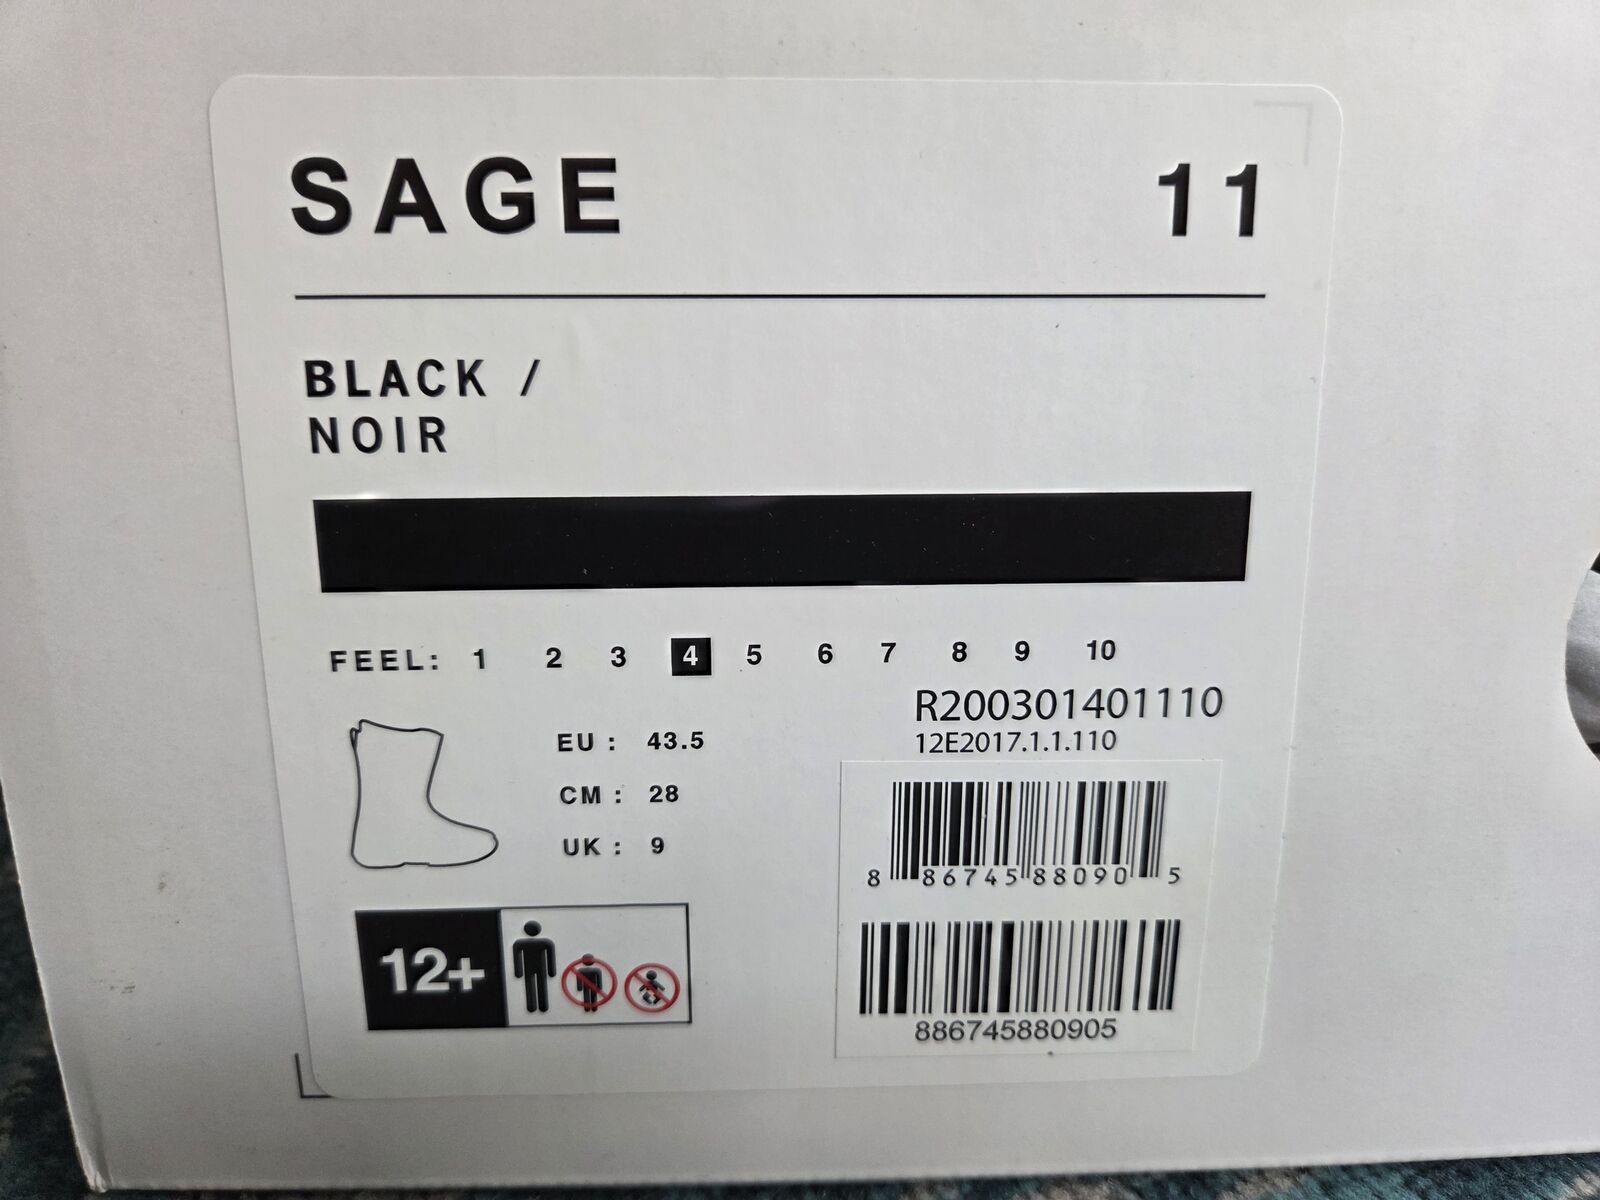 SAGE 11
BLACK /
NOIR
FEEL: 1 2 3 4 5 6 7 8 9 10
R200301401110
12E2017.1.1.110
EU : 43.5
CM : 28
UK : 9
8 86745 88090 5
12+
886745880905